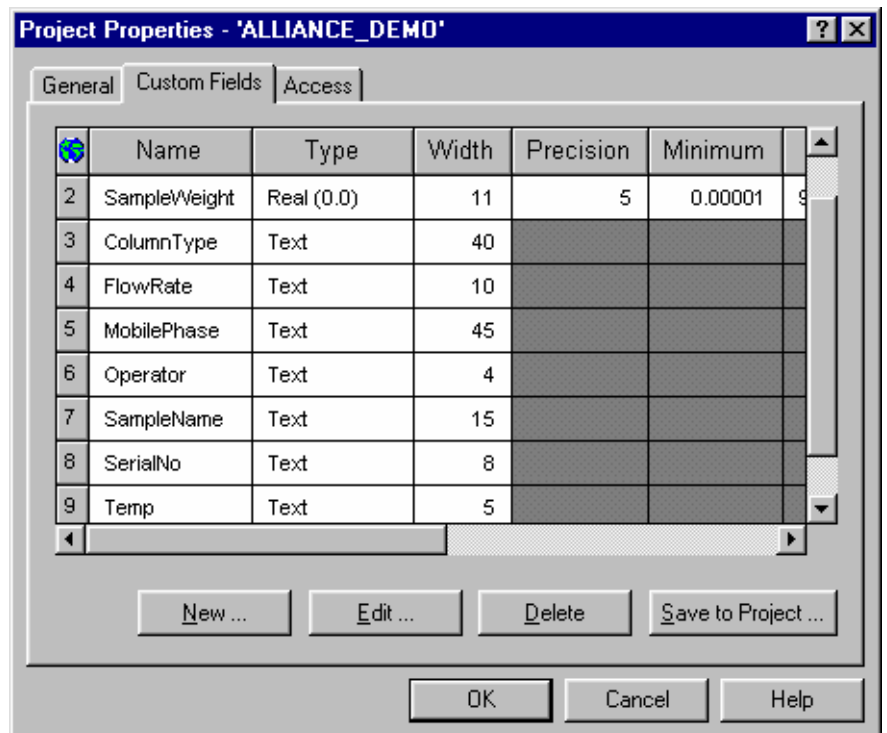 Project Properties - 'ALLIANCE_DEMO'
General Custom Fields Access
Name Type Width Precision Minimum
2 SampleWeight Real (0.0) 11 5 0.00001
3 ColumnType Text 40
4 FlowRate Text 10
5 MobilePhase Text 45
6 Operator Text 4
7 SampleName Text 15
8 SerialNo Text 8
9 Temp Text 5
New ... Edit ... Delete Save to Project ...
OK Cancel Help